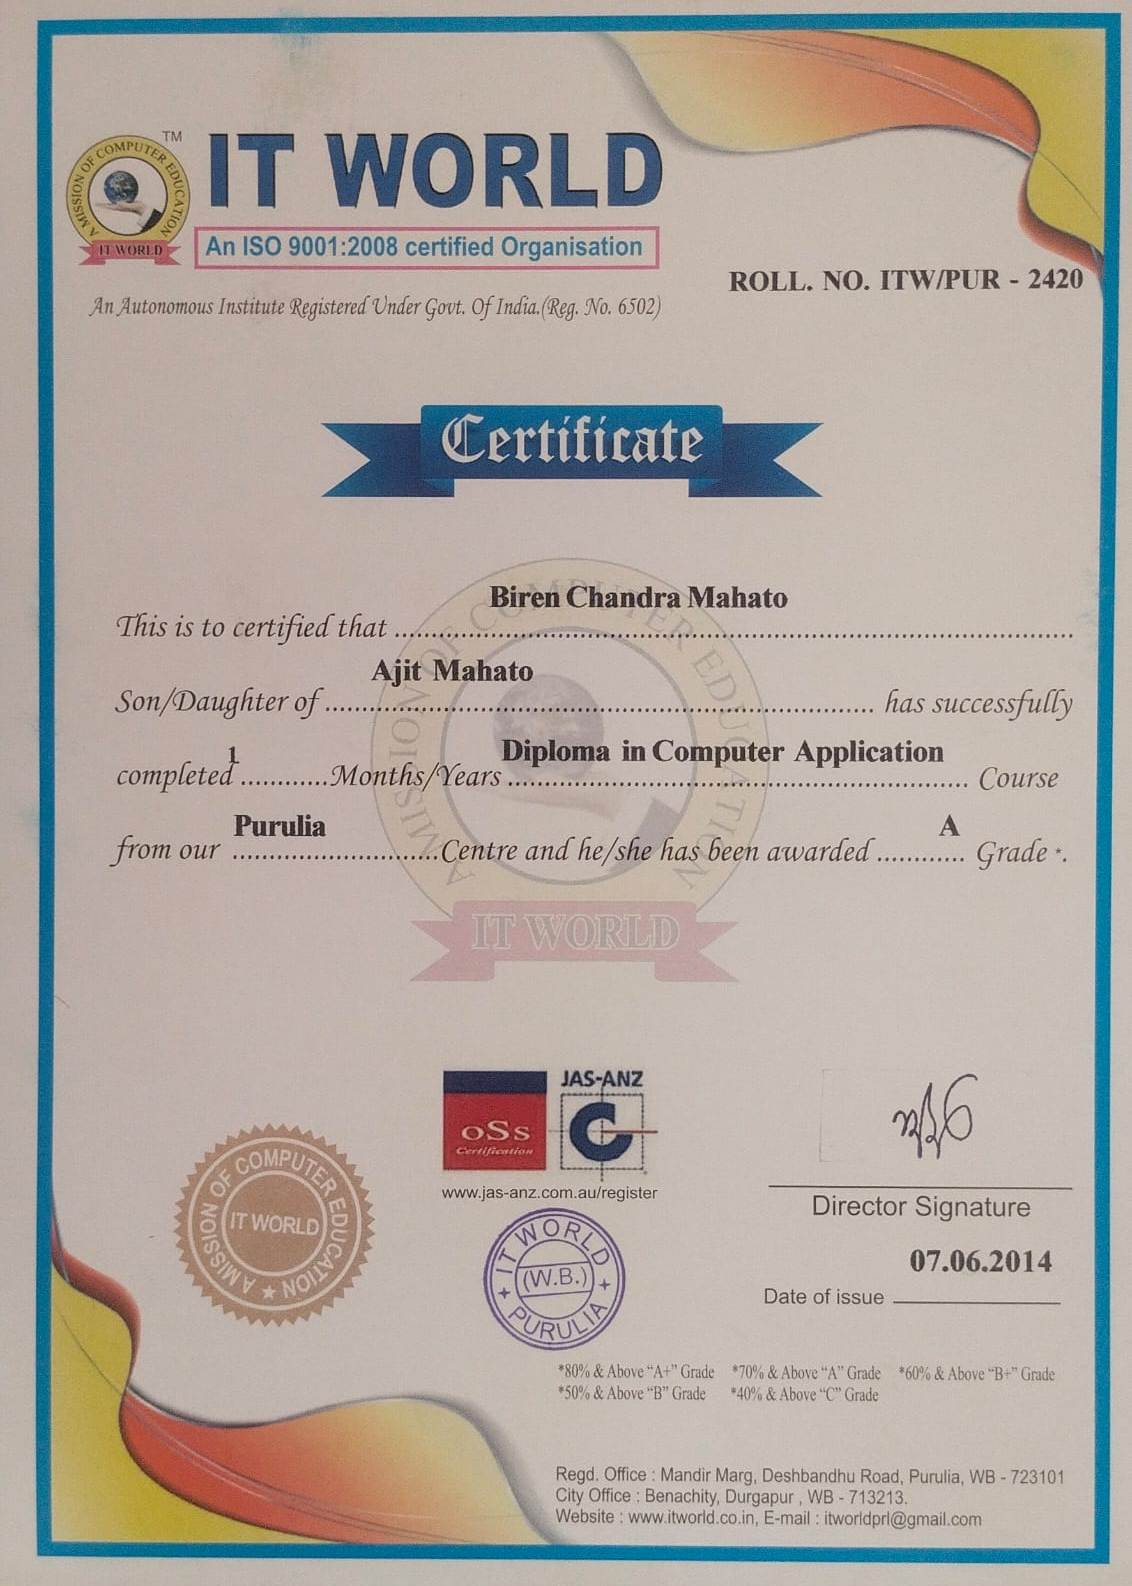 TM
IT WORLD
A MISSION OF COMPUTER EDUCATION
IT WORLD
An ISO 9001:2008 certified Organisation
An Autonomous Institute Registered Under Govt. Of India.(Reg. No. 6502)
ROLL. NO. ITW/PUR - 2420
Certificate
Biren Chandra Mahato
This is to certified that ........................................
Ajit Mahato
Son/Daughter of ........................................ has successfully
1 Diploma in Computer Application
completed ............Months/Years ........................................ Course
Purulia A
from our ............................Centre and he/she has been awarded ............ Grade *.
A MISSION OF COMPUTER EDUCATION
IT WORLD
JAS-ANZ
oSs
Certification
www.jas-anz.com.au/register
A MISSION OF COMPUTER EDUCATION
IT WORLD
IT WORLD
(W.B.)
PURULIA
Director Signature
07.06.2014
Date of issue
*80% & Above “A+” Grade *70% & Above “A” Grade *60% & Above “B+” Grade
*50% & Above “B” Grade *40% & Above “C” Grade
Regd. Office : Mandir Marg, Deshbandhu Road, Purulia, WB - 723101
City Office : Benachity, Durgapur , WB - 713213.
Website : www.itworld.co.in, E-mail : itworldprl@gmail.com